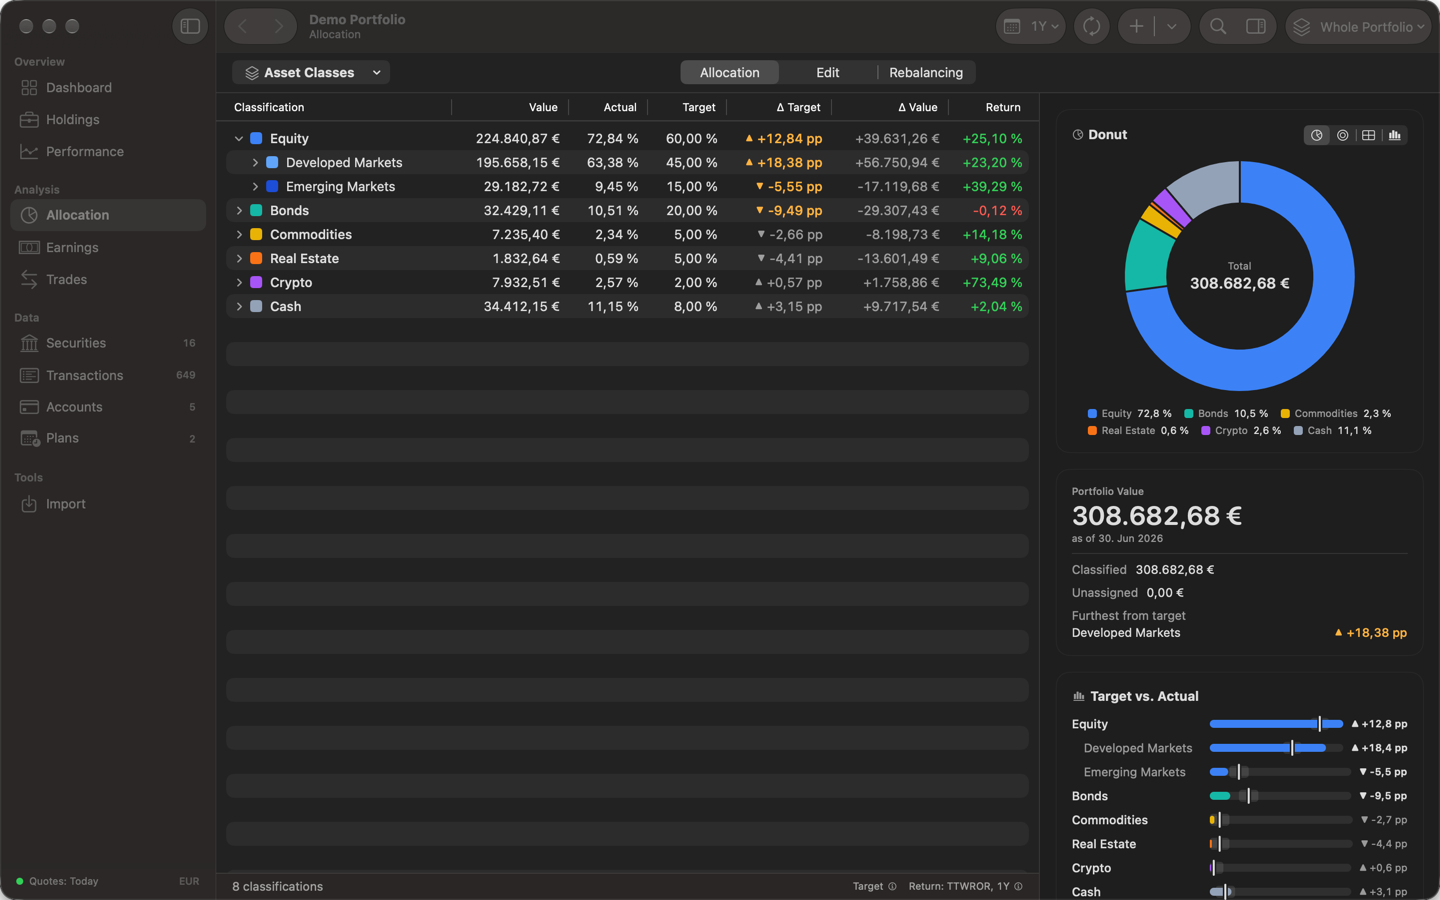 Demo Portfolio
Allocation
1Y
Whole Portfolio
Overview
Dashboard
Holdings
Performance
Analysis
Allocation
Earnings
Trades
Data
Securities 16
Transactions 649
Accounts 5
Plans 2
Tools
Import
Quotes: Today EUR
Asset Classes
Allocation Edit Rebalancing
Classification Value Actual Target Δ Target Δ Value Return
Equity 224.840,87 € 72,84 % 60,00 % ▲ +12,84 pp +39.631,26 € +25,10 %
Developed Markets 195.658,15 € 63,38 % 45,00 % ▲ +18,38 pp +56.750,94 € +23,20 %
Emerging Markets 29.182,72 € 9,45 % 15,00 % ▼ -5,55 pp -17.119,68 € +39,29 %
Bonds 32.429,11 € 10,51 % 20,00 % ▼ -9,49 pp -29.307,43 € -0,12 %
Commodities 7.235,40 € 2,34 % 5,00 % ▼ -2,66 pp -8.198,73 € +14,18 %
Real Estate 1.832,64 € 0,59 % 5,00 % ▼ -4,41 pp -13.601,49 € +9,06 %
Crypto 7.932,51 € 2,57 % 2,00 % ▲ +0,57 pp +1.758,86 € +73,49 %
Cash 34.412,15 € 11,15 % 8,00 % ▲ +3,15 pp +9.717,54 € +2,04 %
8 classifications Target Return: TTWROR, 1Y
Donut
Total
308.682,68 €
Equity 72,8 % Bonds 10,5 % Commodities 2,3 %
Real Estate 0,6 % Crypto 2,6 % Cash 11,1 %
Portfolio Value
308.682,68 €
as of 30. Jun 2026
Classified 308.682,68 €
Unassigned 0,00 €
Furthest from target
Developed Markets ▲ +18,38 pp
Target vs. Actual
Equity ▲ +12,8 pp
Developed Markets ▲ +18,4 pp
Emerging Markets ▼ -5,5 pp
Bonds ▼ -9,5 pp
Commodities ▼ -2,7 pp
Real Estate ▼ -4,4 pp
Crypto ▲ +0,6 pp
Cash ▲ +3,1 pp